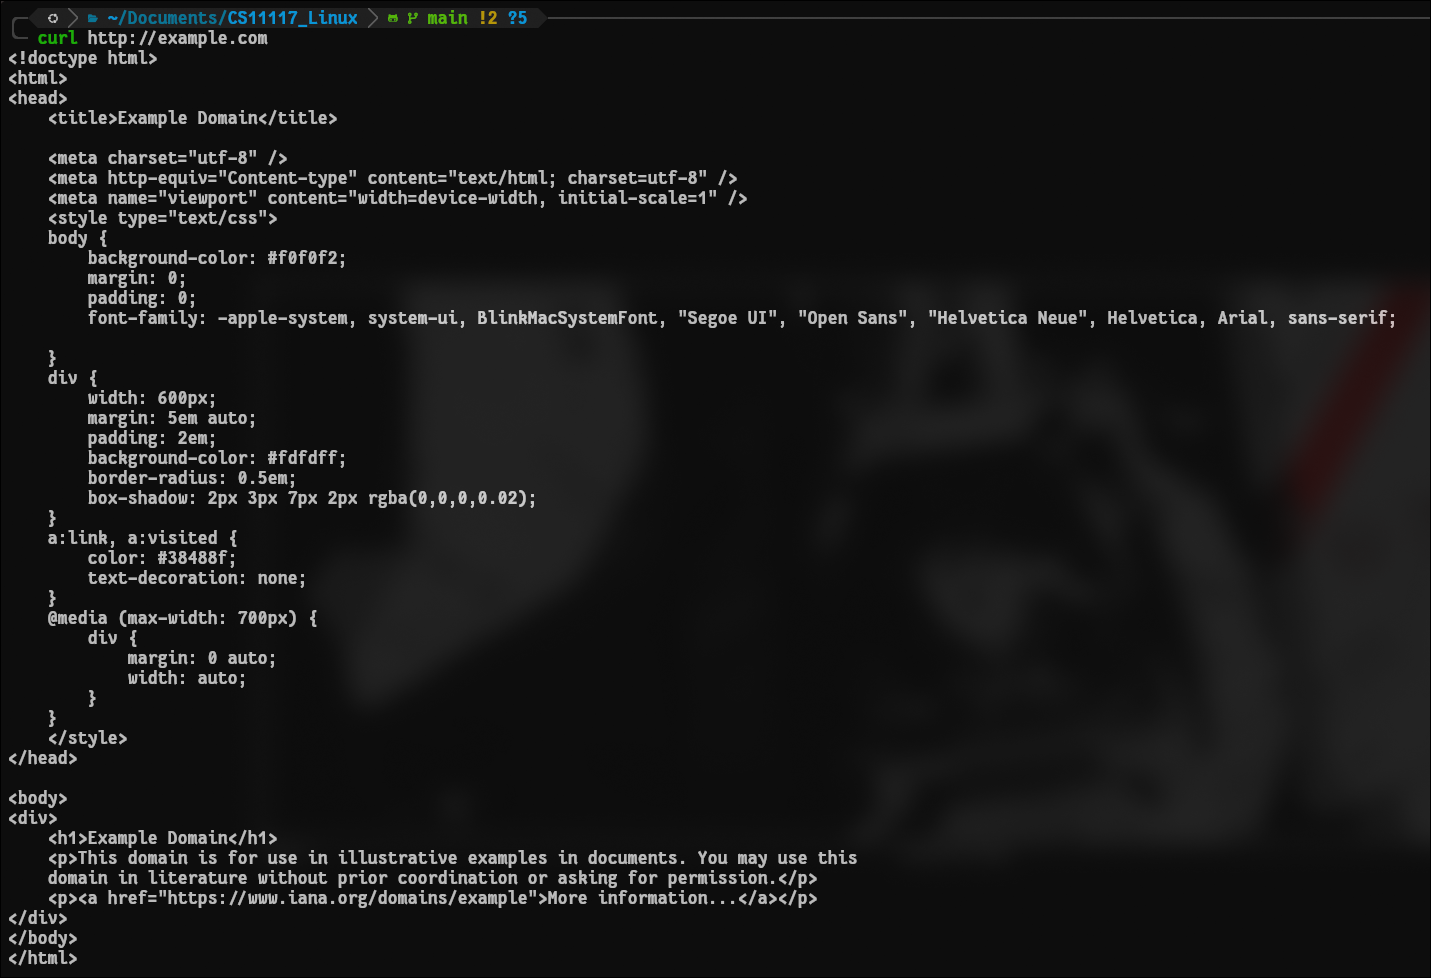 ~/Documents/CS11117_Linux main !2 ?5
curl http://example.com
<!doctype html>
<html>
<head>
    <title>Example Domain</title>

    <meta charset="utf-8" />
    <meta http-equiv="Content-type" content="text/html; charset=utf-8" />
    <meta name="viewport" content="width=device-width, initial-scale=1" />
    <style type="text/css">
    body {
        background-color: #f0f0f2;
        margin: 0;
        padding: 0;
        font-family: -apple-system, system-ui, BlinkMacSystemFont, "Segoe UI", "Open Sans", "Helvetica Neue", Helvetica, Arial, sans-serif;

    }
    div {
        width: 600px;
        margin: 5em auto;
        padding: 2em;
        background-color: #fdfdff;
        border-radius: 0.5em;
        box-shadow: 2px 3px 7px 2px rgba(0,0,0,0.02);
    }
    a:link, a:visited {
        color: #38488f;
        text-decoration: none;
    }
    @media (max-width: 700px) {
        div {
            margin: 0 auto;
            width: auto;
        }
    }
    </style>
</head>

<body>
<div>
    <h1>Example Domain</h1>
    <p>This domain is for use in illustrative examples in documents. You may use this
    domain in literature without prior coordination or asking for permission.</p>
    <p><a href="https://www.iana.org/domains/example">More information...</a></p>
</div>
</body>
</html>